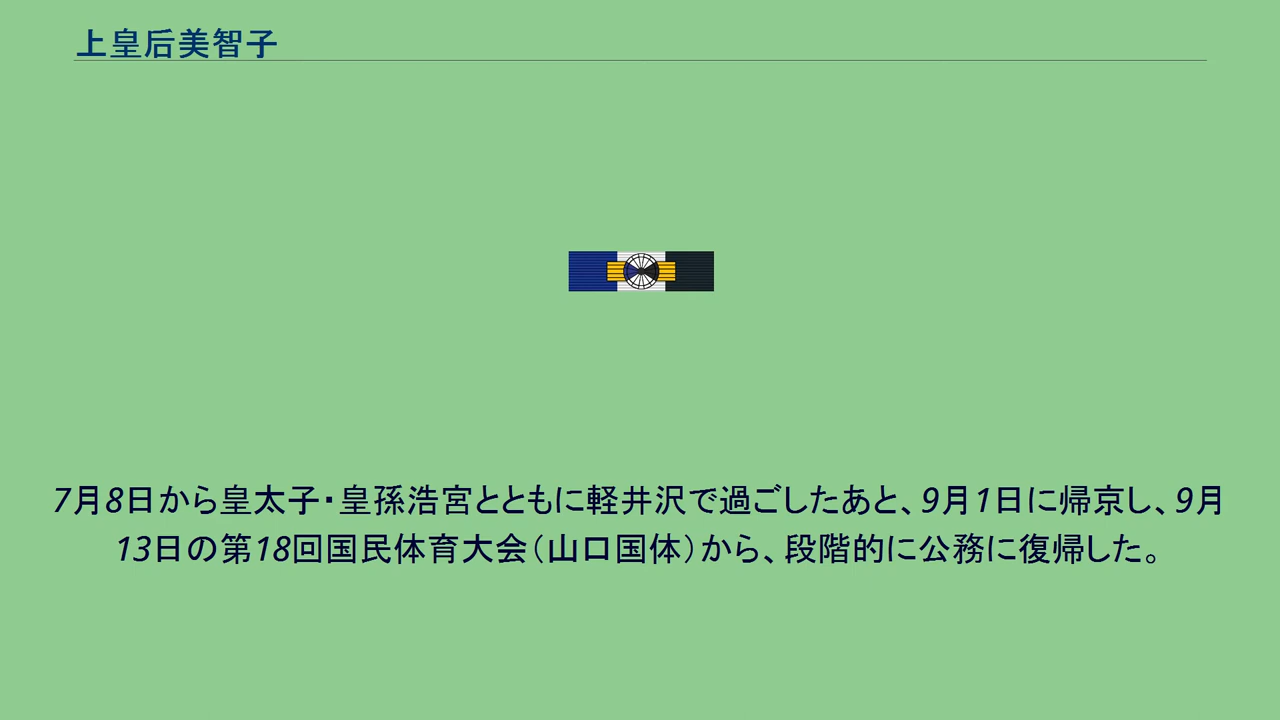 上皇后美智子
7月8日から皇太子・皇孫浩宮とともに軽井沢で過ごしたあと、9月1日に帰京し、9月
13日の第18回国民体育大会（山口国体）から、段階的に公務に復帰した。